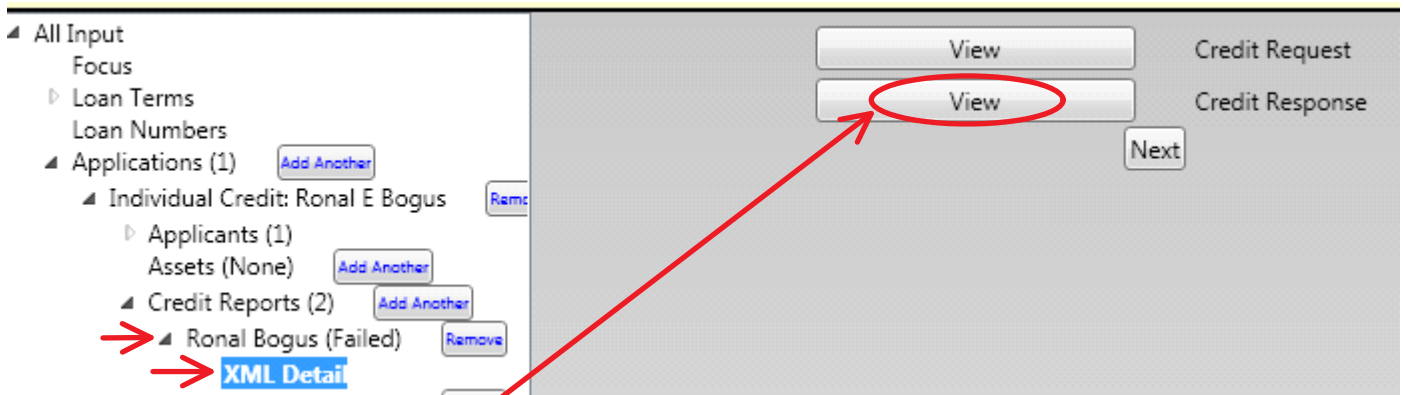 All Input
Focus
Loan Terms
Loan Numbers
Applications (1) Add Another
Individual Credit: Ronal E Bogus
Applicants (1)
Assets (None) Add Another
Credit Reports (2) Add Another
Ronal Bogus (Failed) Remove
XML Detail
View Credit Request
View Credit Response
Next